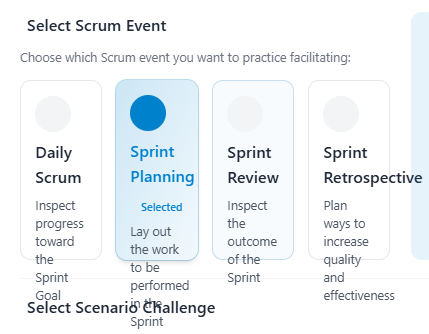 Select Scrum Event
Choose which Scrum event you want to practice facilitating:
Daily
Scrum
Inspect
progress
toward
the
Sprint
Goal
Sprint
Planning
Selected
Lay out
the work
to be
performed
in the
Sprint
Sprint
Review
Inspect
the
outcome
of the
Sprint
Sprint
Retrospective
Plan
ways to
increase
quality
and
effectiveness
Select Scenario Challenge